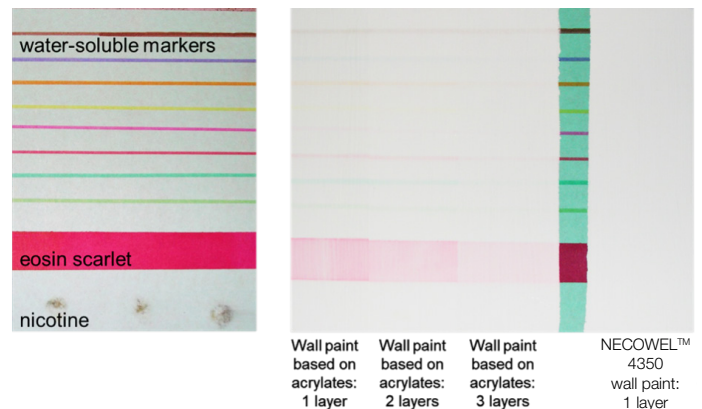 water-soluble markers
eosin scarlet
nicotine
Wall paint
based on
acrylates:
1 layer
Wall paint
based on
acrylates:
2 layers
Wall paint
based on
acrylates:
3 layers
NECOWEL™
4350
wall paint:
1 layer